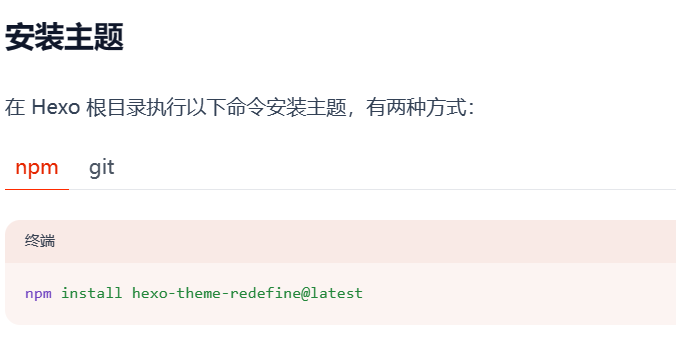 安装主题
在 Hexo 根目录执行以下命令安装主题，有两种方式：
npm git
终端
npm install hexo-theme-redefine@latest